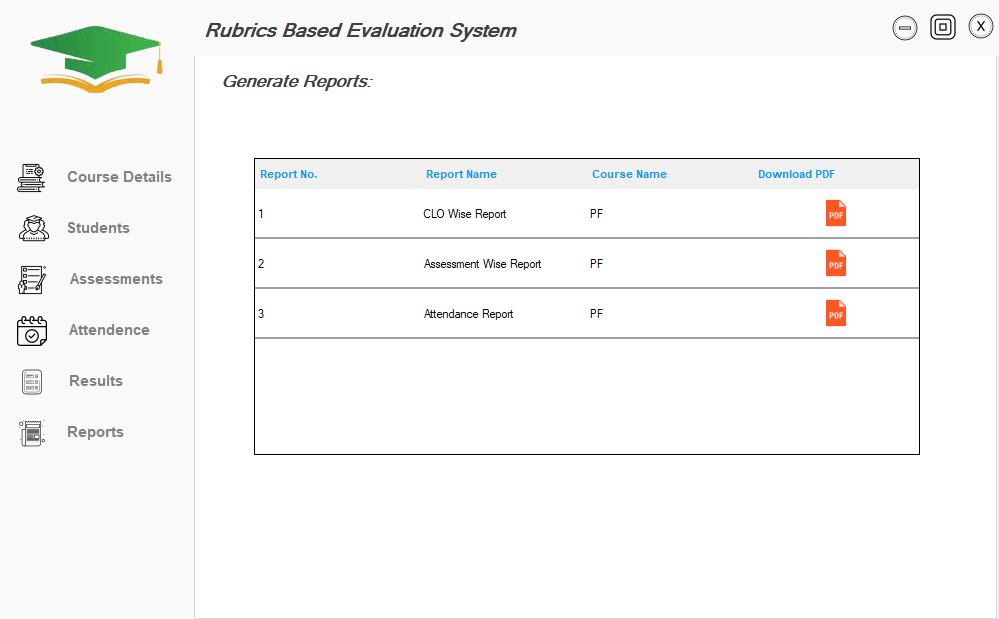 Rubrics Based Evaluation System
Generate Reports:
Course Details
Students
Assessments
Attendence
Results
Reports
Report No. Report Name Course Name Download PDF
1 CLO Wise Report PF PDF
2 Assessment Wise Report PF PDF
3 Attendance Report PF PDF